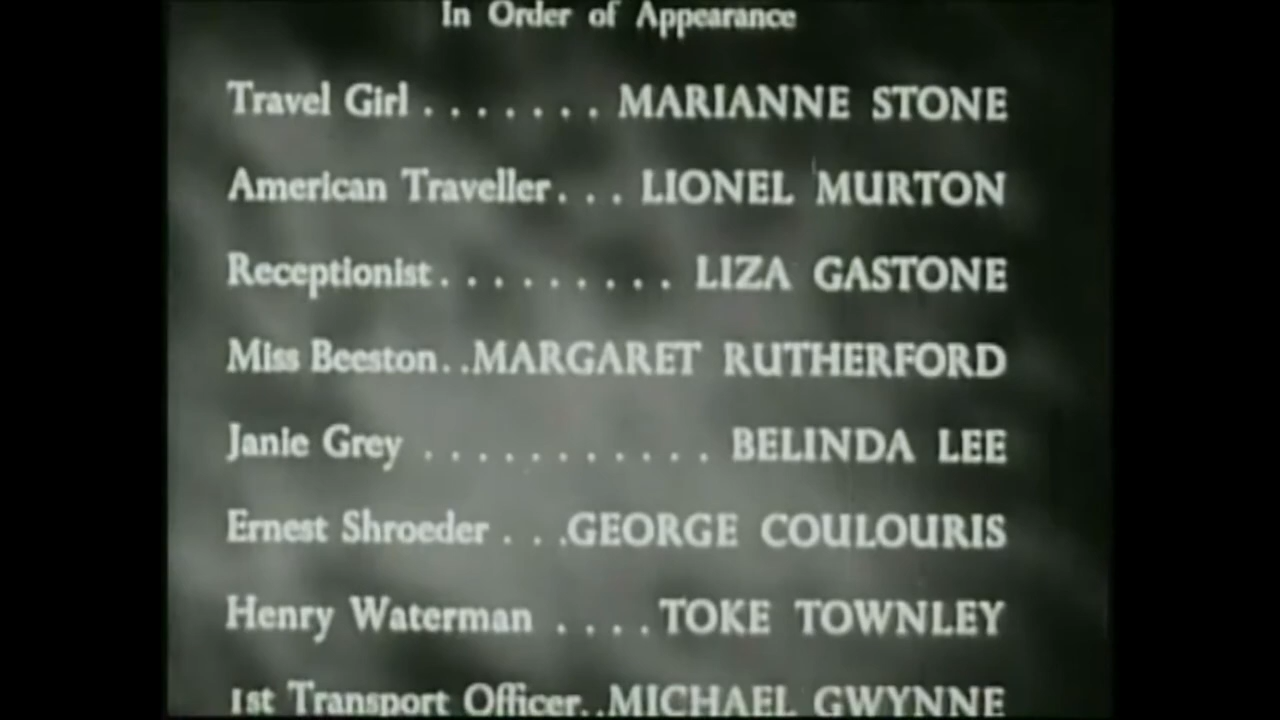 In Order of Appearance
Travel Girl . . . . . . . MARIANNE STONE
American Traveller. . . LIONEL MURTON
Receptionist. . . . . . . . . LIZA GASTONE
Miss Beeston. .MARGARET RUTHERFORD
Janie Grey . . . . . . . . . . . BELINDA LEE
Ernest Shroeder . . .GEORGE COULOURIS
Henry Waterman . . . .TOKE TOWNLEY
1st Transport Officer. .MICHAEL GWYNNE